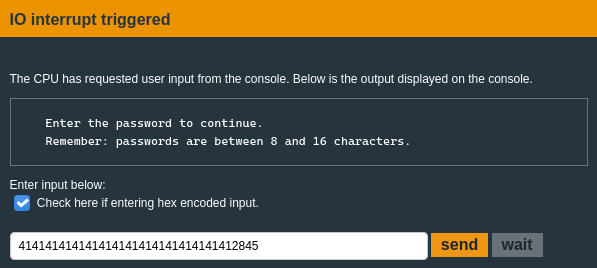 IO interrupt triggered
The CPU has requested user input from the console. Below is the output displayed on the console.
Enter the password to continue.
Remember: passwords are between 8 and 16 characters.
Enter input below:
Check here if entering hex encoded input.
414141414141414141414141414141412845 send wait